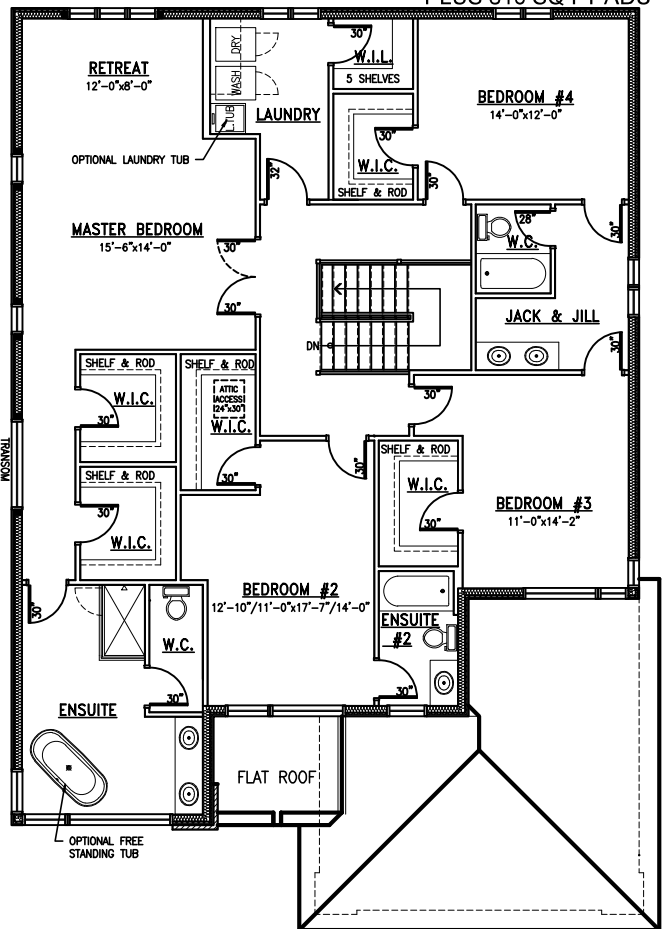 RETREAT
12'-0"x8'-0"
DRY
WASH
L.TUB
LAUNDRY
30"
W.I.L.
5 SHELVES
BEDROOM #4
14'-0"x12'-0"
OPTIONAL LAUNDRY TUB
32"
30"
W.I.C.
SHELF & ROD
30"
MASTER BEDROOM
15'-6"x14'-0"
30"
30"
28"
W.C.
30"
JACK & JILL
30"
DN
SHELF & ROD
W.I.C.
30"
SHELF & ROD
ATTIC
ACCESS
24"x30"
W.I.C.
30"
30"
30"
TRANSOM
SHELF & ROD
30"
W.I.C.
SHELF & ROD
W.I.C.
30"
BEDROOM #3
11'-0"x14'-2"
BEDROOM #2
12'-10"/11'-0"x17'-7"/14'-0"
30"
W.C.
30"
ENSUITE
#2
30"
ENSUITE
FLAT ROOF
OPTIONAL FREE
STANDING TUB